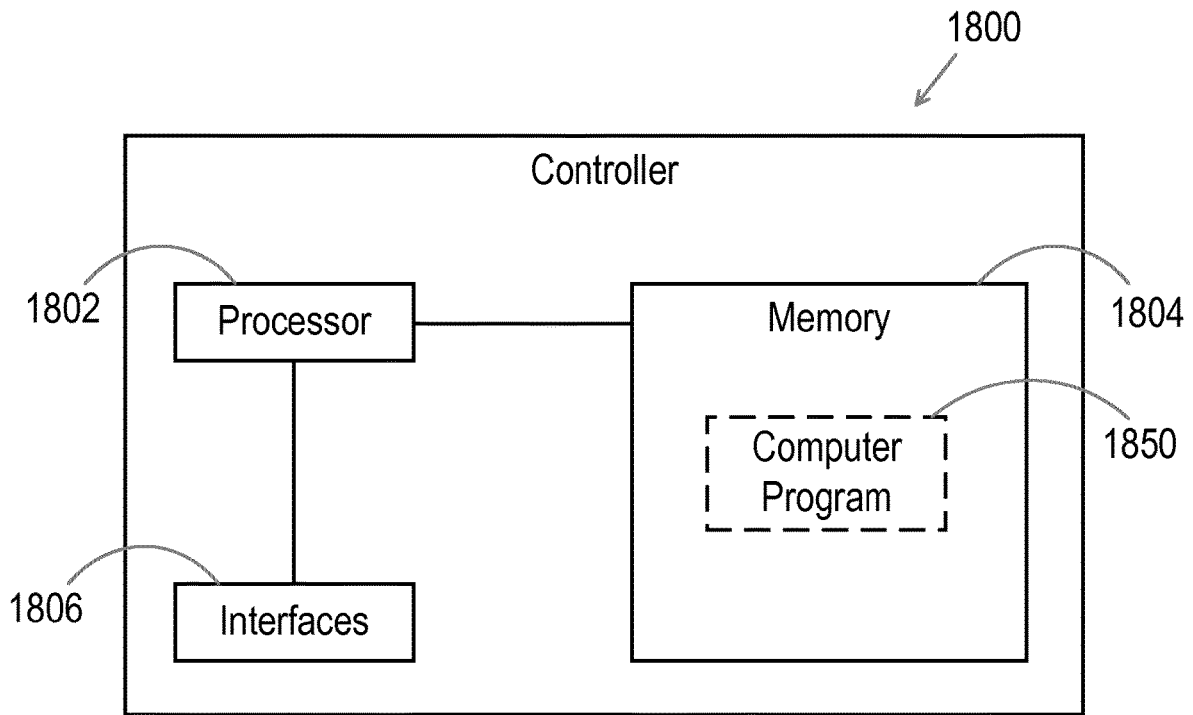 1800
Controller
1802
Processor
Memory
1804
Computer
Program
1850
1806
Interfaces